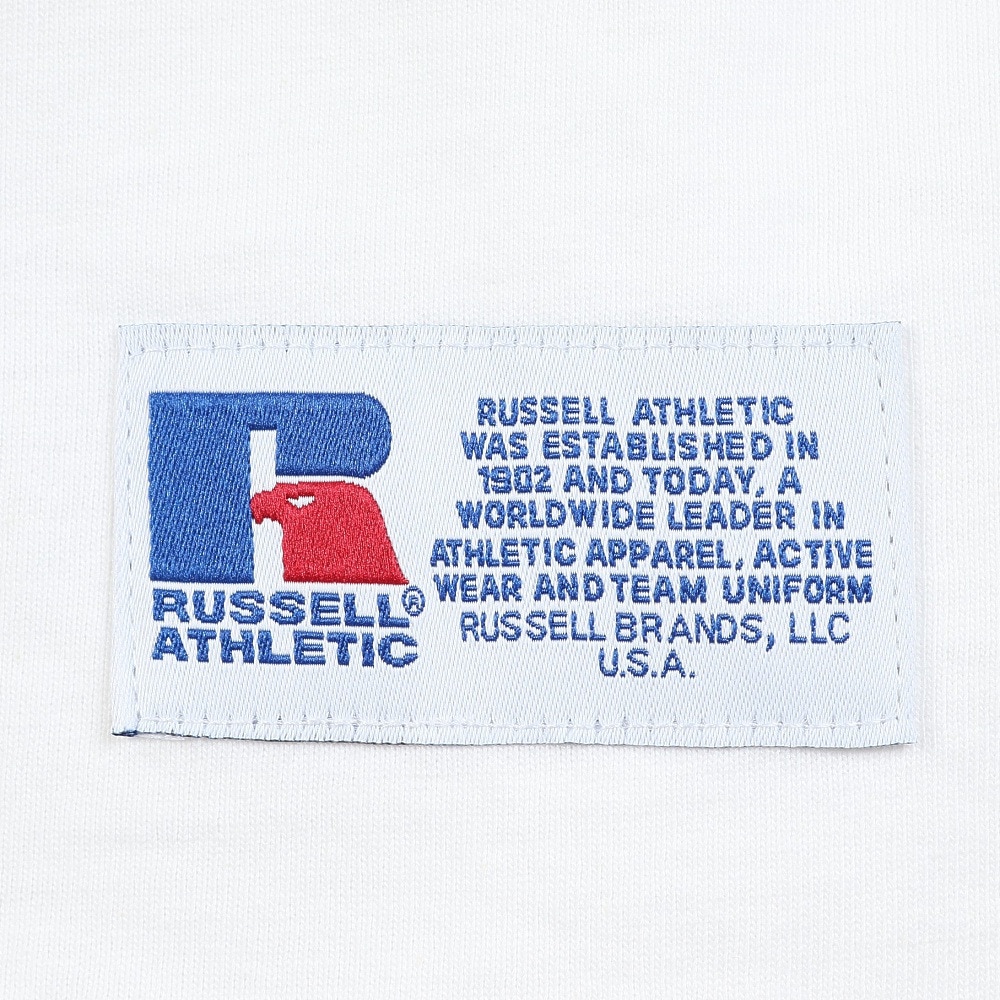 RUSSELL®
ATHLETIC
RUSSELL ATHLETIC
WAS ESTABLISHED IN
1902 AND TODAY, A
WORLDWIDE LEADER IN
ATHLETIC APPAREL, ACTIVE
WEAR AND TEAM UNIFORM
RUSSELL BRANDS, LLC
U.S.A.